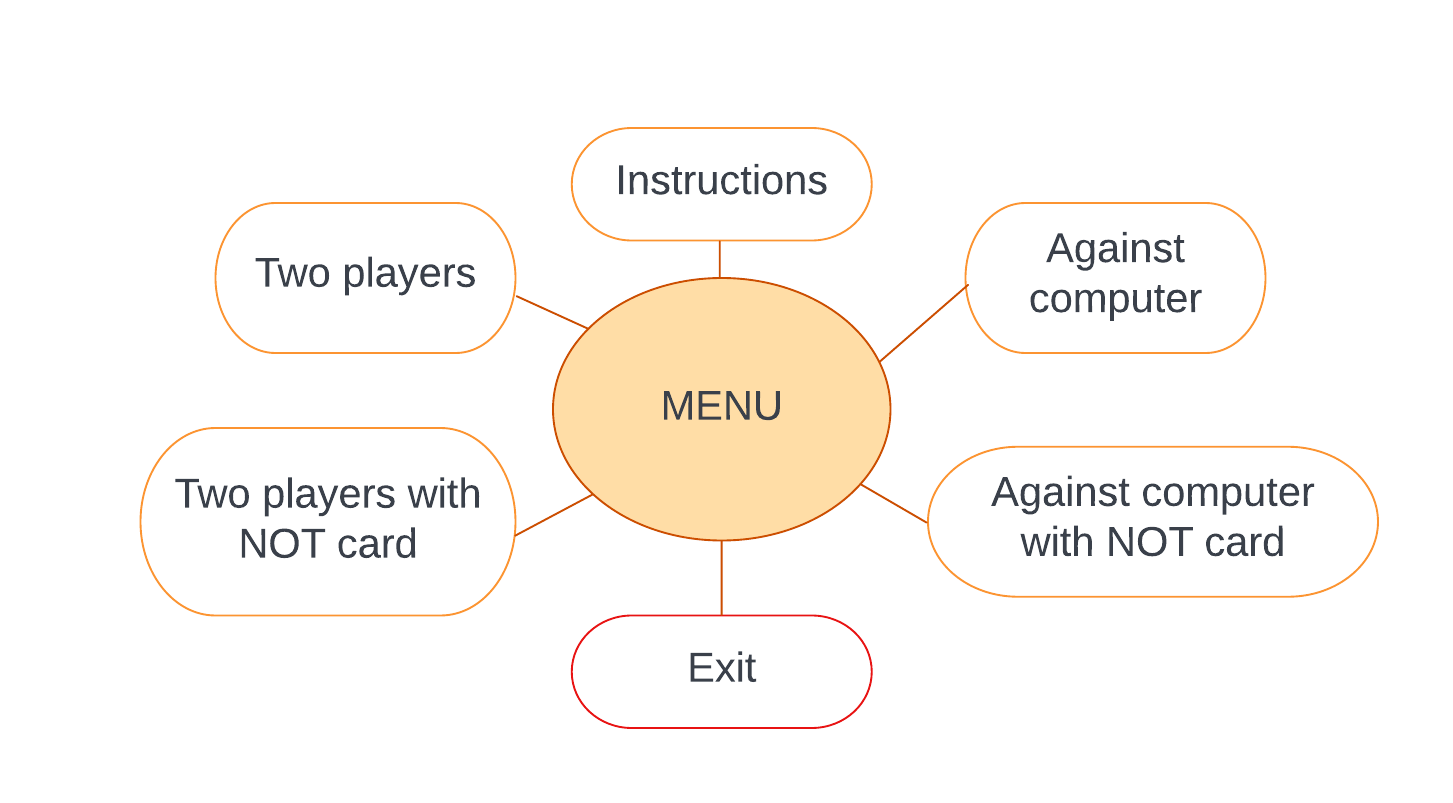 Instructions
Two players
Against
computer
MENU
Two players with
NOT card
Against computer
with NOT card
Exit